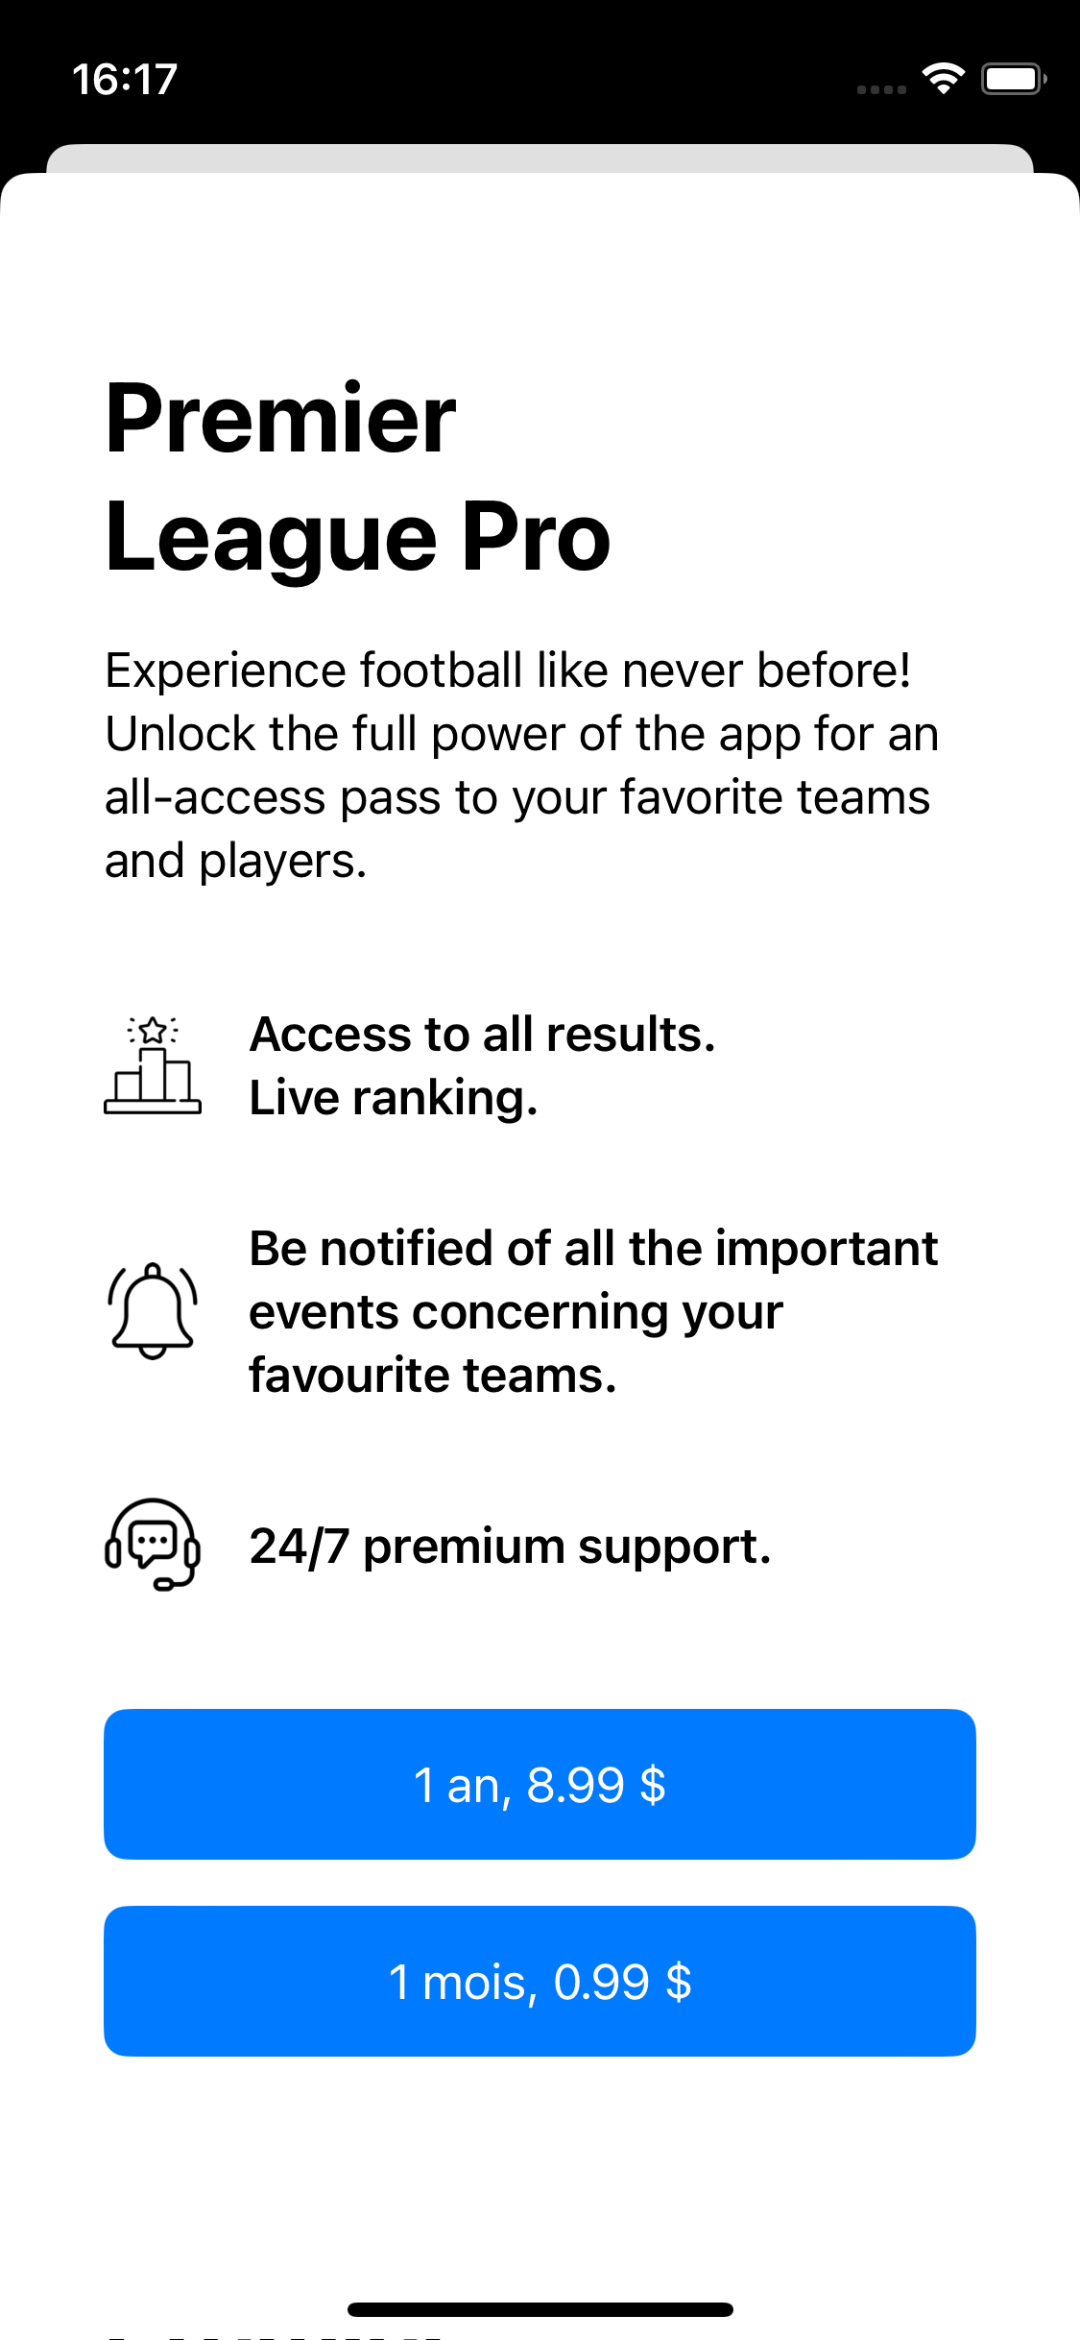 16:17
Premier
League Pro
Experience football like never before!
Unlock the full power of the app for an
all-access pass to your favorite teams
and players.
Access to all results.
Live ranking.
Be notified of all the important
events concerning your
favourite teams.
24/7 premium support.
1 an, 8.99 $
1 mois, 0.99 $